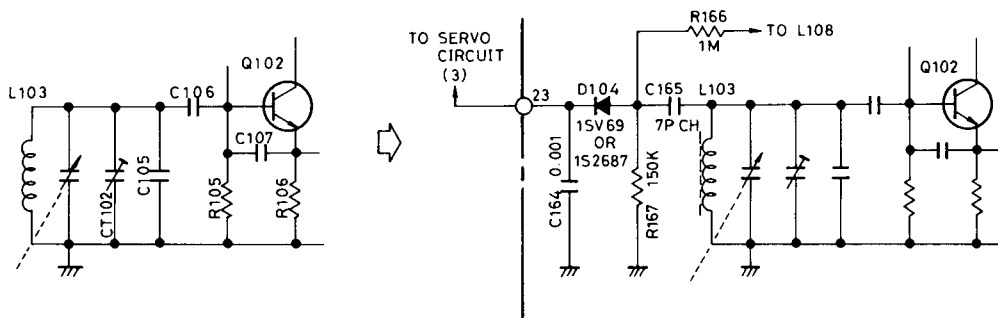 L103
C106
Q102
C107
CT102
C105
R105
R106
TO SERVO
CIRCUIT
(3)
23
R166
1M
TO L108
D104
1SV69
OR
1S2687
C165
7P CH
L103
Q102
C164 0.001
150K
R167